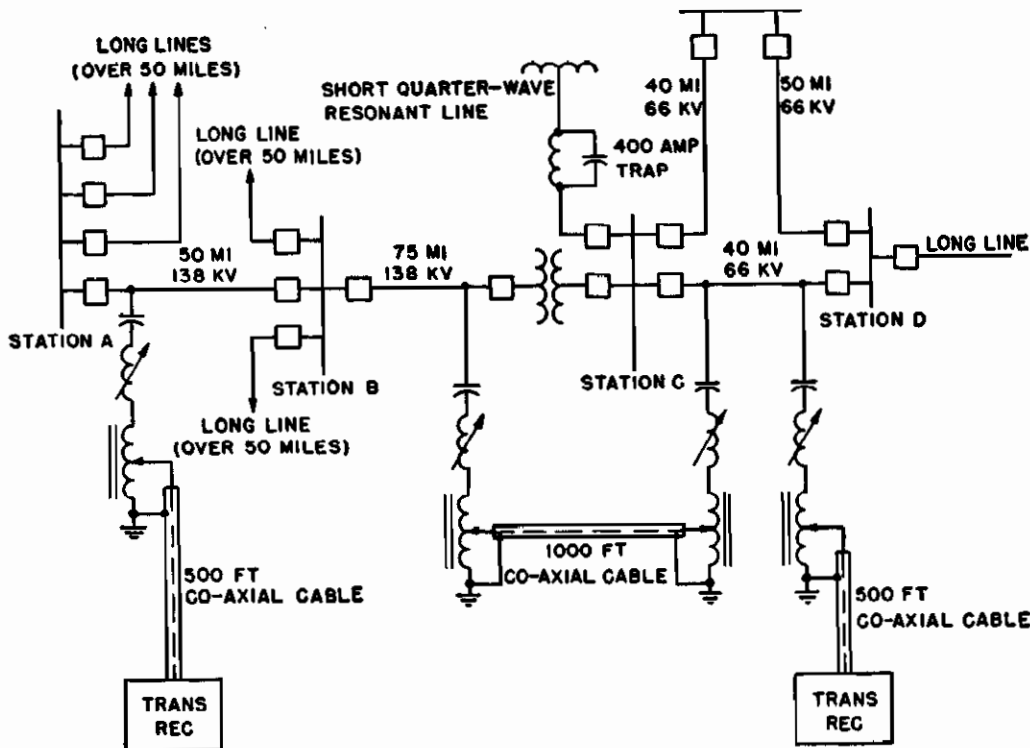 LONG LINES
(OVER 50 MILES)
SHORT QUARTER-WAVE
RESONANT LINE
40 MI
66 KV
50 MI
66 KV
LONG LINE
(OVER 50 MILES)
400 AMP
TRAP
50 MI
138 KV
75 MI
138 KV
40 MI
66 KV
LONG LINE
STATION A
STATION B
STATION C
STATION D
LONG LINE
(OVER 50 MILES)
1000 FT
CO-AXIAL CABLE
500 FT
CO-AXIAL CABLE
500 FT
CO-AXIAL CABLE
TRANS
REC
TRANS
REC